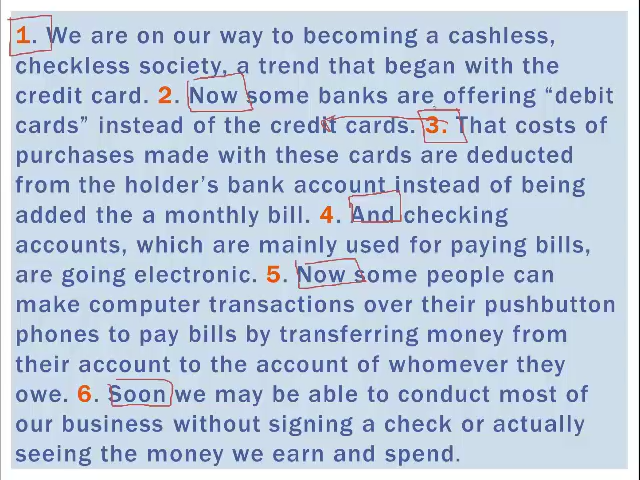 1. We are on our way to becoming a cashless,
checkless society, a trend that began with the
credit card. 2. Now some banks are offering “debit
cards” instead of the credit cards. 3. That costs of
purchases made with these cards are deducted
from the holder’s bank account instead of being
added the a monthly bill. 4. And checking
accounts, which are mainly used for paying bills,
are going electronic. 5. Now some people can
make computer transactions over their pushbutton
phones to pay bills by transferring money from
their account to the account of whomever they
owe. 6. Soon we may be able to conduct most of
our business without signing a check or actually
seeing the money we earn and spend.